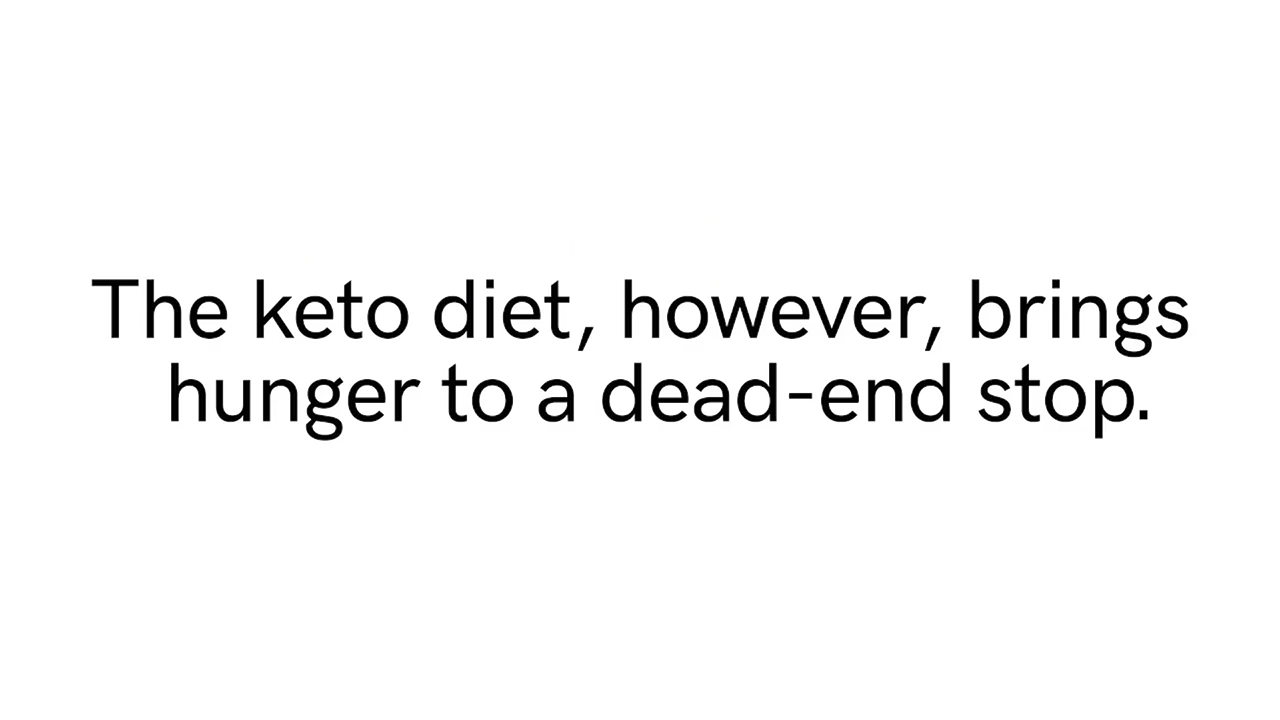 The keto diet, however, brings
hunger to a dead-end stop.